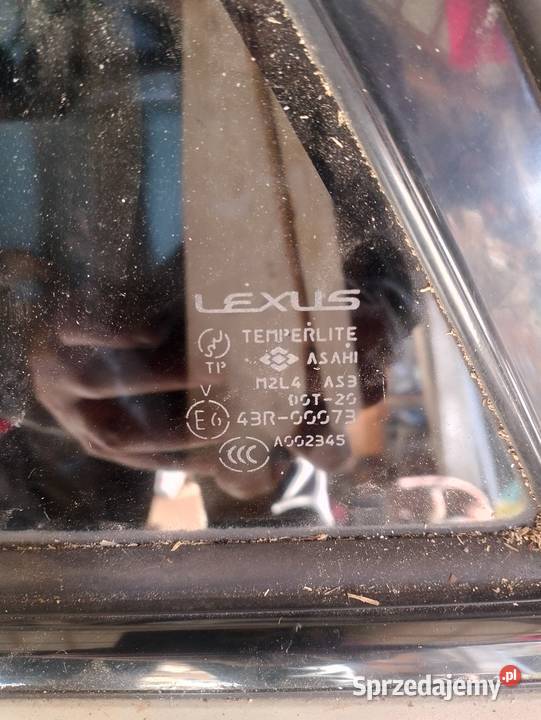 LEXUS
TEMPERLITE
TP
ASAHI
M2L4 AS3
DOT-20
V
E6 43R-00073
CCC A002345
Sprzedajemy.pl